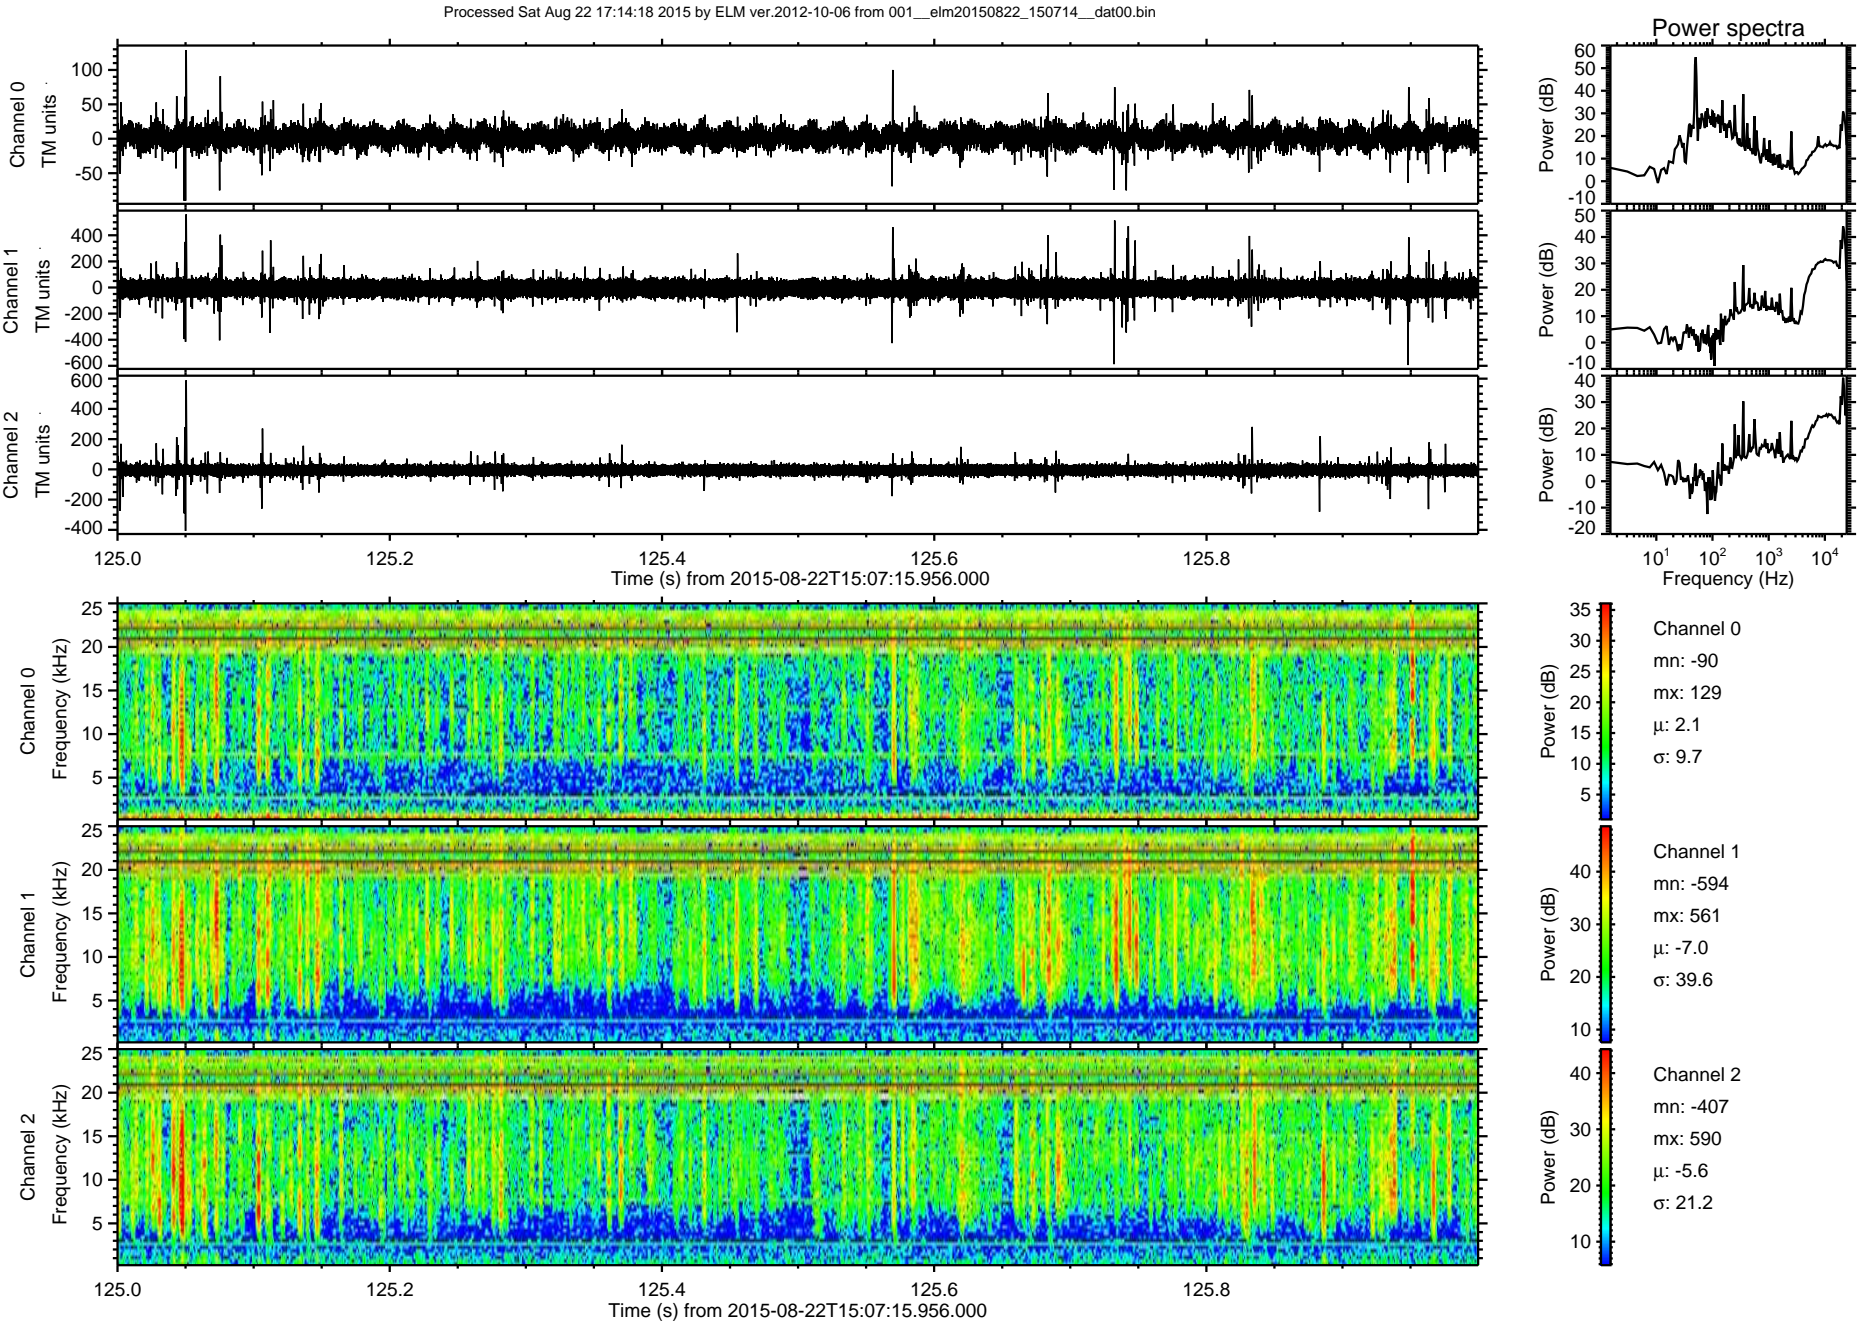 Processed Sat Aug 22 17:14:18 2015 by ELM ver.2012-10-06 from 001__elm20150822_150714__dat00.bin
Power spectra
Channel 0
TM units
100
50
0
-50
Power (dB)
60
50
40
30
20
10
0
-10
Channel 1
TM units
400
200
0
-200
-400
-600
Power (dB)
50
40
30
20
10
0
-10
Channel 2
TM units
600
400
200
0
-200
-400
Power (dB)
40
30
20
10
0
-10
-20
125.0 125.2 125.4 125.6 125.8
Time (s) from 2015-08-22T15:07:15.956.000
10¹ 10² 10³ 10⁴
Frequency (Hz)
Channel 0
Frequency (kHz)
25
20
15
10
5
Power (dB)
35
30
25
20
15
10
5
Channel 0
mn: -90
mx: 129
μ: 2.1
σ: 9.7
Channel 1
Frequency (kHz)
25
20
15
10
5
Power (dB)
40
30
20
10
Channel 1
mn: -594
mx: 561
μ: -7.0
σ: 39.6
Channel 2
Frequency (kHz)
25
20
15
10
5
Power (dB)
40
30
20
10
Channel 2
mn: -407
mx: 590
μ: -5.6
σ: 21.2
125.0 125.2 125.4 125.6 125.8
Time (s) from 2015-08-22T15:07:15.956.000